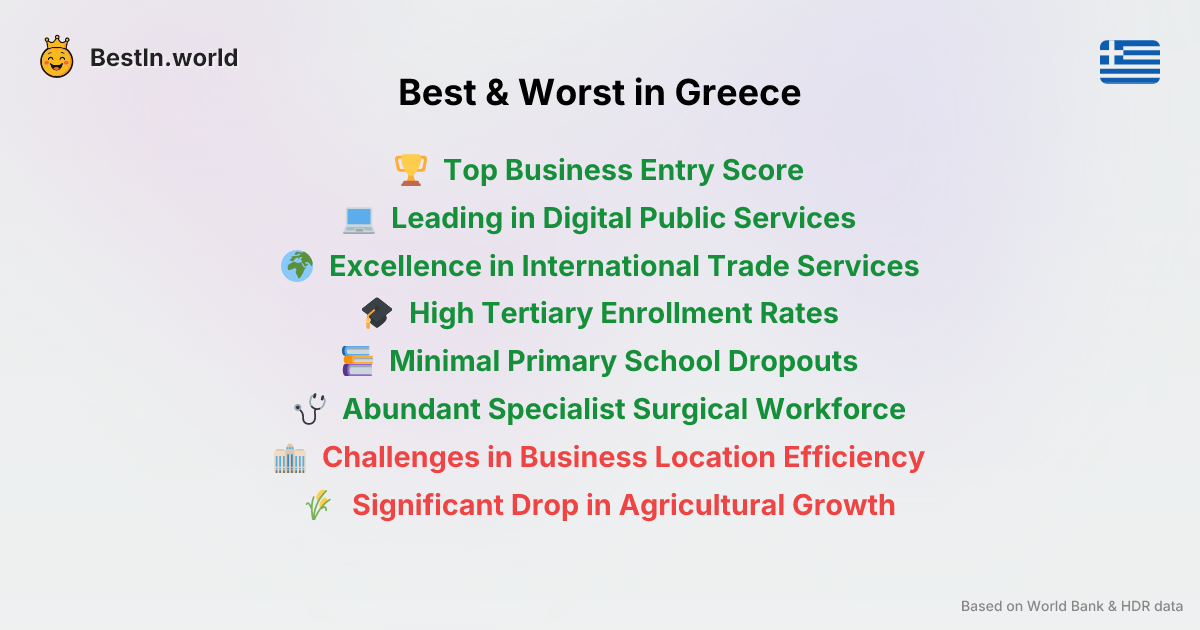 BestIn.world
Best & Worst in Greece
Top Business Entry Score
Leading in Digital Public Services
Excellence in International Trade Services
High Tertiary Enrollment Rates
Minimal Primary School Dropouts
Abundant Specialist Surgical Workforce
Challenges in Business Location Efficiency
Significant Drop in Agricultural Growth
Based on World Bank & HDR data